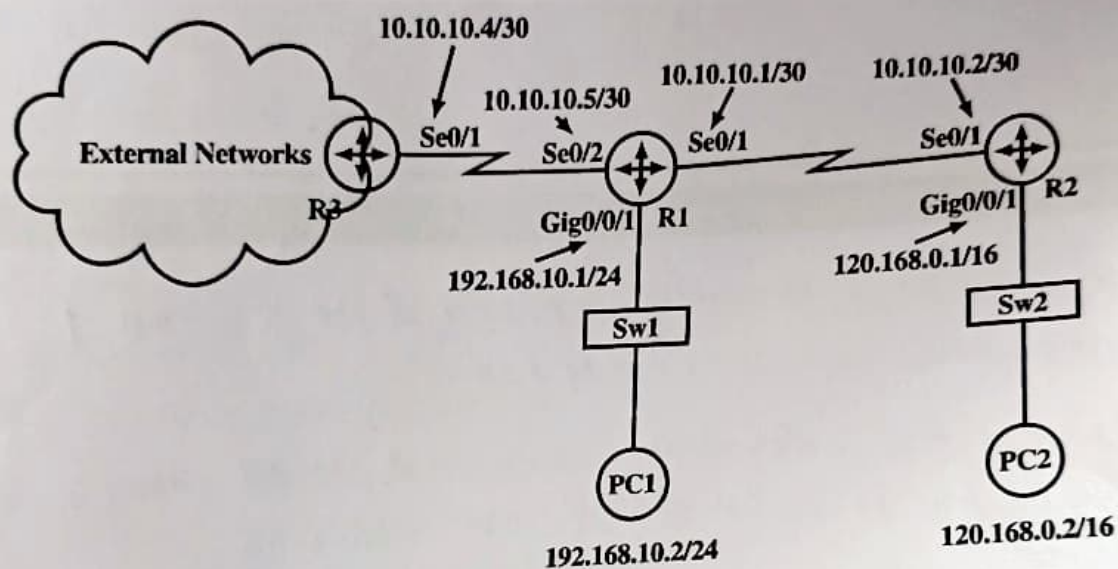 10.10.10.4/30
10.10.10.1/30
10.10.10.2/30
10.10.10.5/30
External Networks
Se0/1
Se0/2
Se0/1
Se0/1
R3
Gig0/0/1
R1
Gig0/0/1
R2
192.168.10.1/24
120.168.0.1/16
Sw1
Sw2
PC1
PC2
192.168.10.2/24
120.168.0.2/16